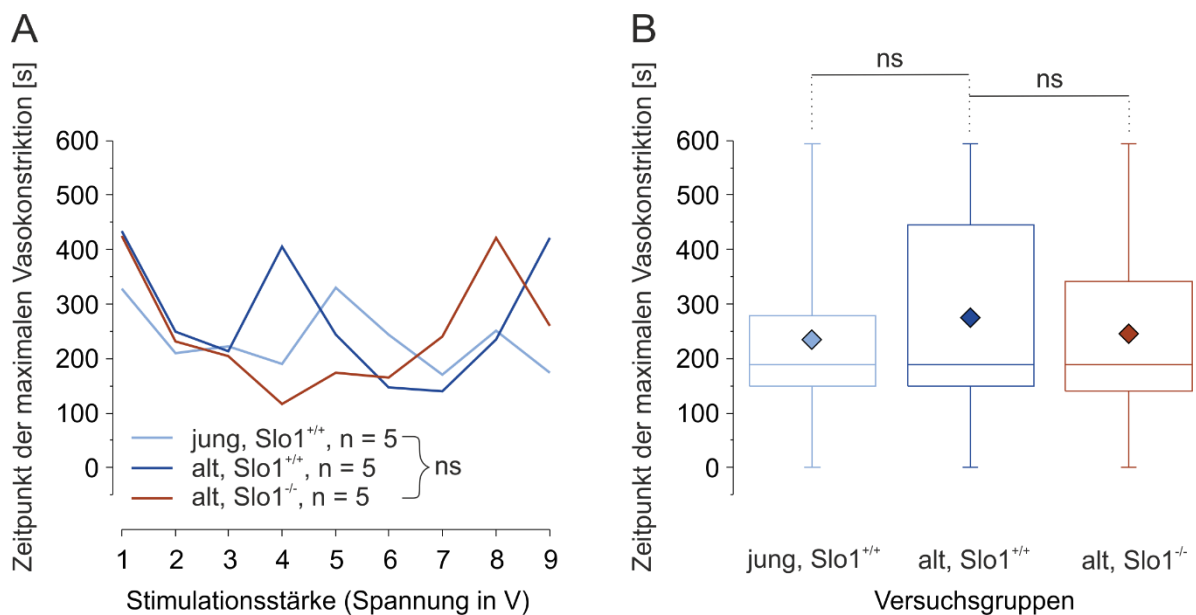 A
Zeitpunkt der maximalen Vasokonstriktion [s]
600
500
400
300
200
100
0
jung, Slo1+/+, n = 5
alt, Slo1+/+, n = 5
alt, Slo1-/-, n = 5
ns
1 2 3 4 5 6 7 8 9
Stimulationsstärke (Spannung in V)
B
Zeitpunkt der maximalen Vasokonstriktion [s]
ns
ns
600
500
400
300
200
100
0
jung, Slo1+/+ alt, Slo1+/+ alt, Slo1-/-
Versuchsgruppen